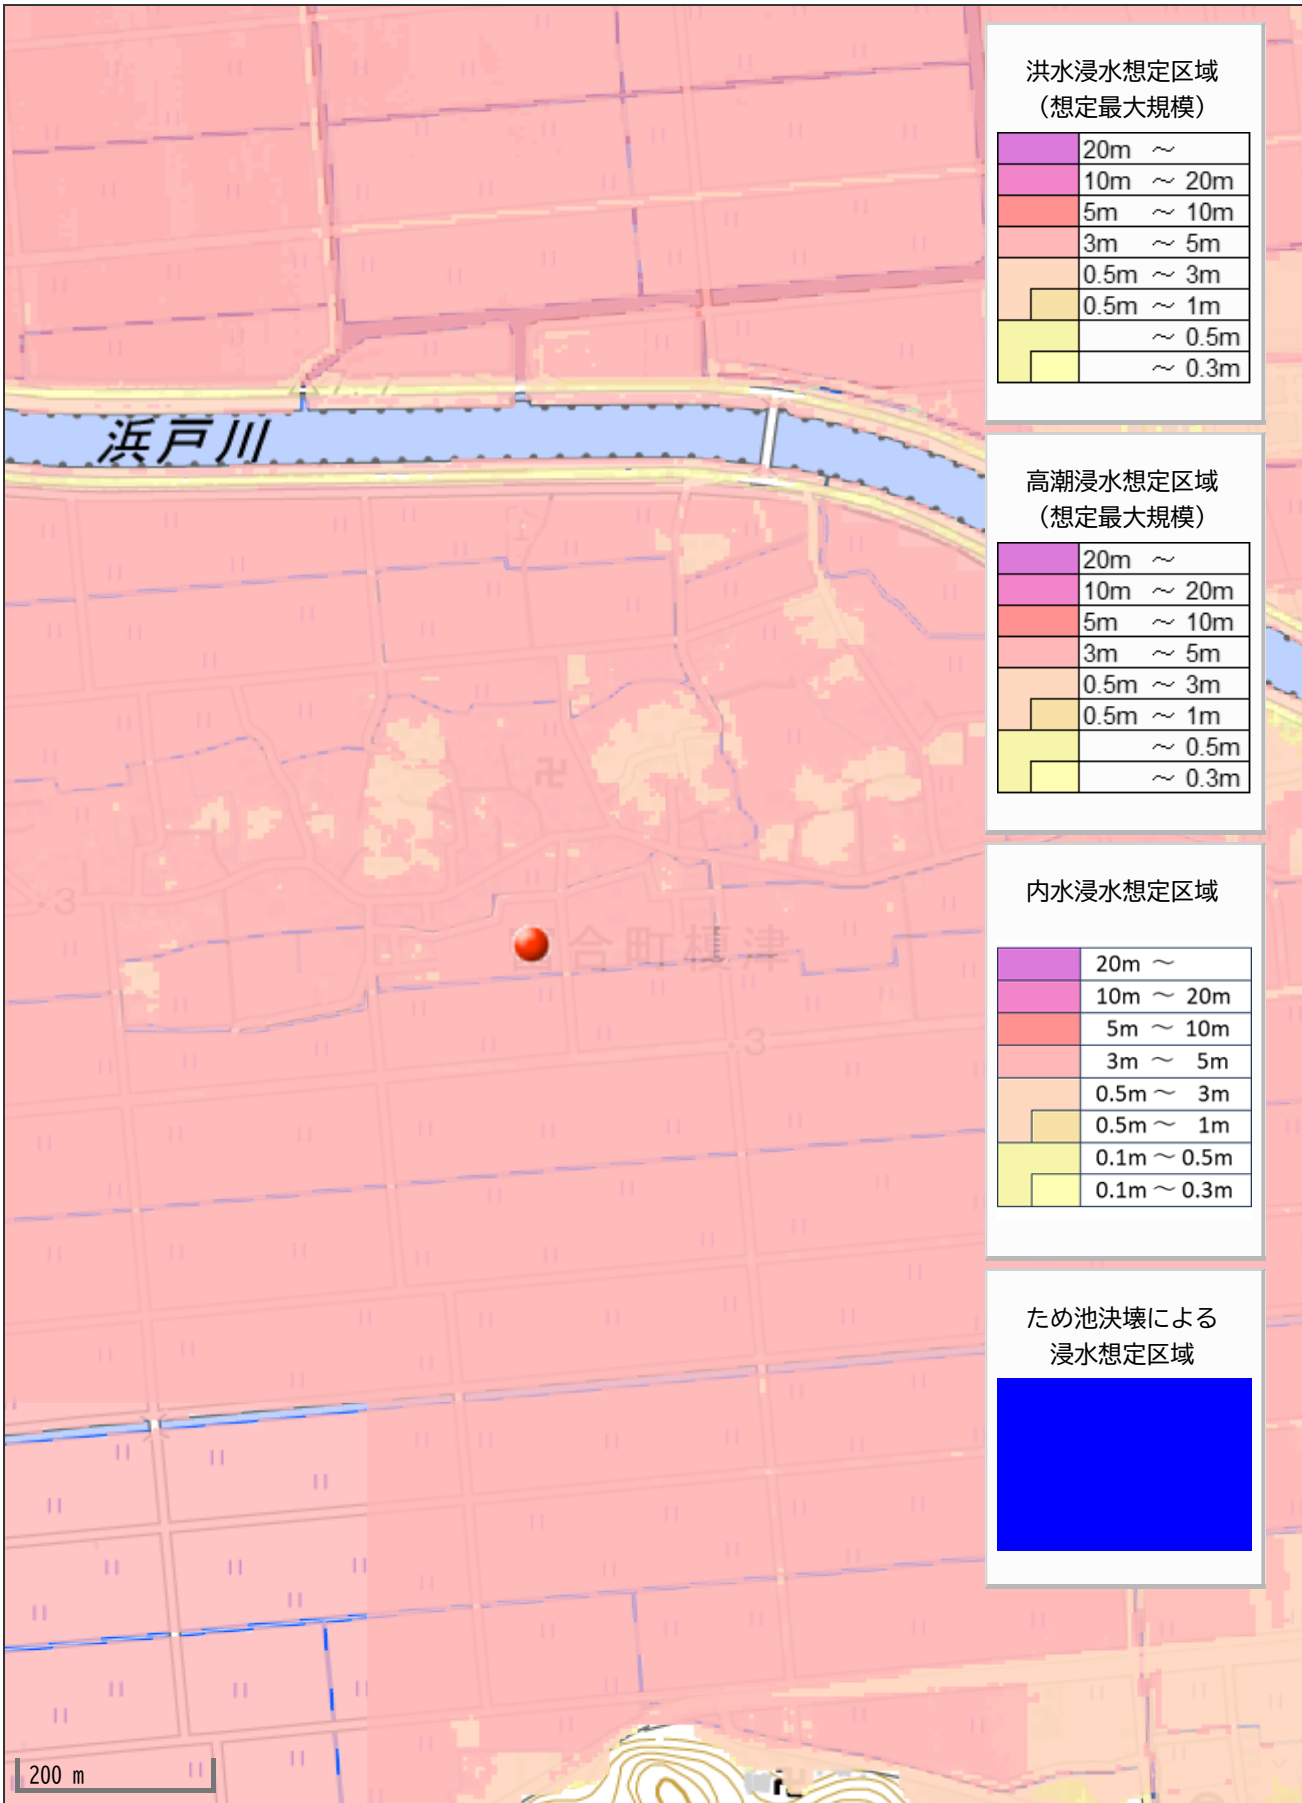 浜戸川
卍
・3
合町榎津
・3
200 m
洪水浸水想定区域
（想定最大規模）
20m ～
10m ～ 20m
5m ～ 10m
3m ～ 5m
0.5m ～ 3m
0.5m ～ 1m
～ 0.5m
～ 0.3m
高潮浸水想定区域
（想定最大規模）
20m ～
10m ～ 20m
5m ～ 10m
3m ～ 5m
0.5m ～ 3m
0.5m ～ 1m
～ 0.5m
～ 0.3m
内水浸水想定区域
20m ～
10m ～ 20m
5m ～ 10m
3m ～ 5m
0.5m ～ 3m
0.5m ～ 1m
0.1m ～ 0.5m
0.1m ～ 0.3m
ため池決壊による
浸水想定区域